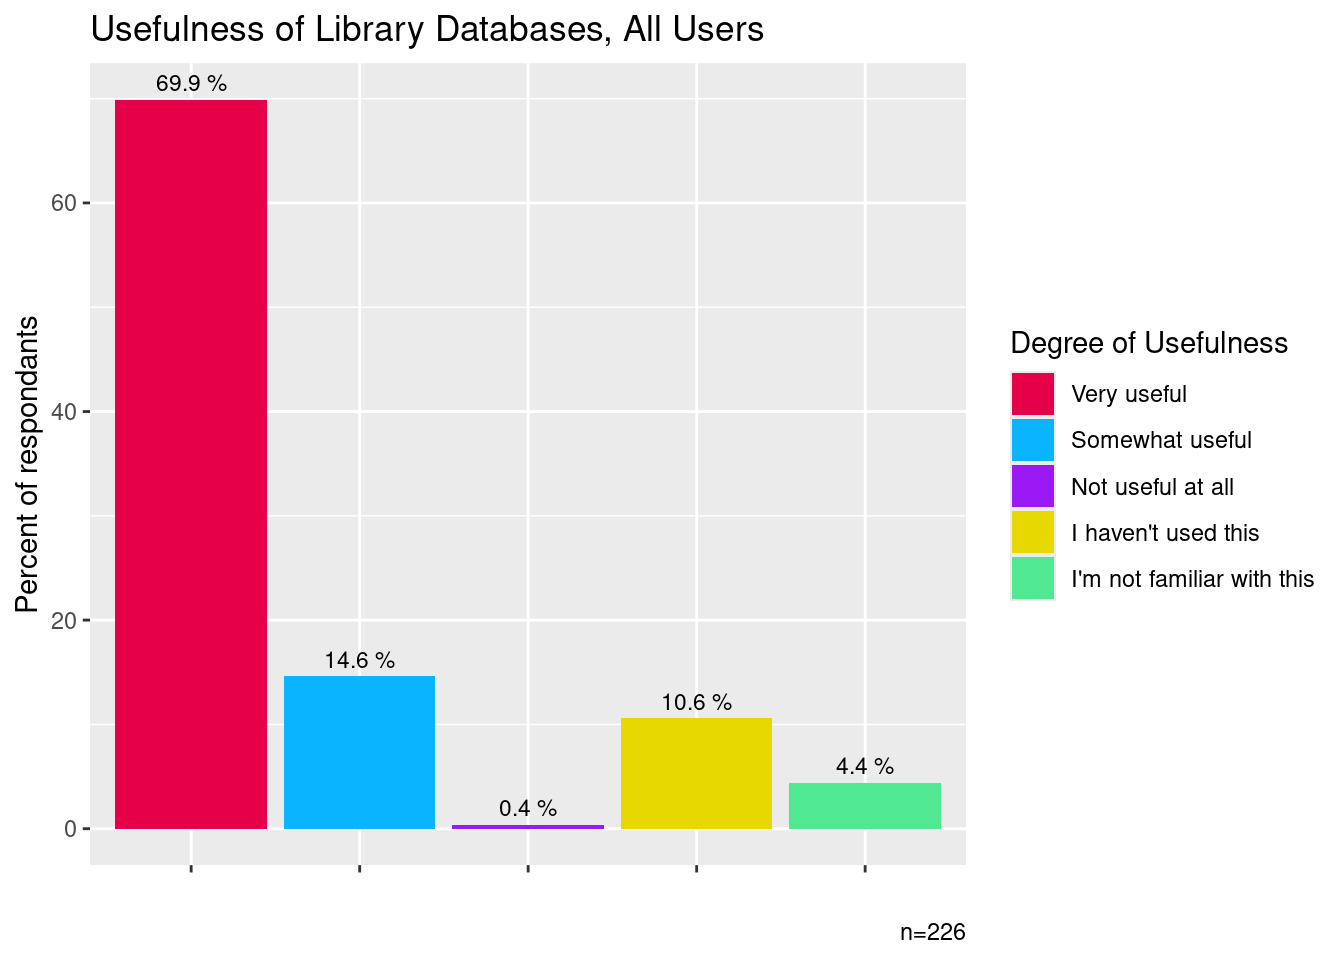 Usefulness of Library Databases, All Users
Percent of respondants
60
40
20
0
69.9 %
14.6 %
0.4 %
10.6 %
4.4 %
Degree of Usefulness
Very useful
Somewhat useful
Not useful at all
I haven't used this
I'm not familiar with this
n=226